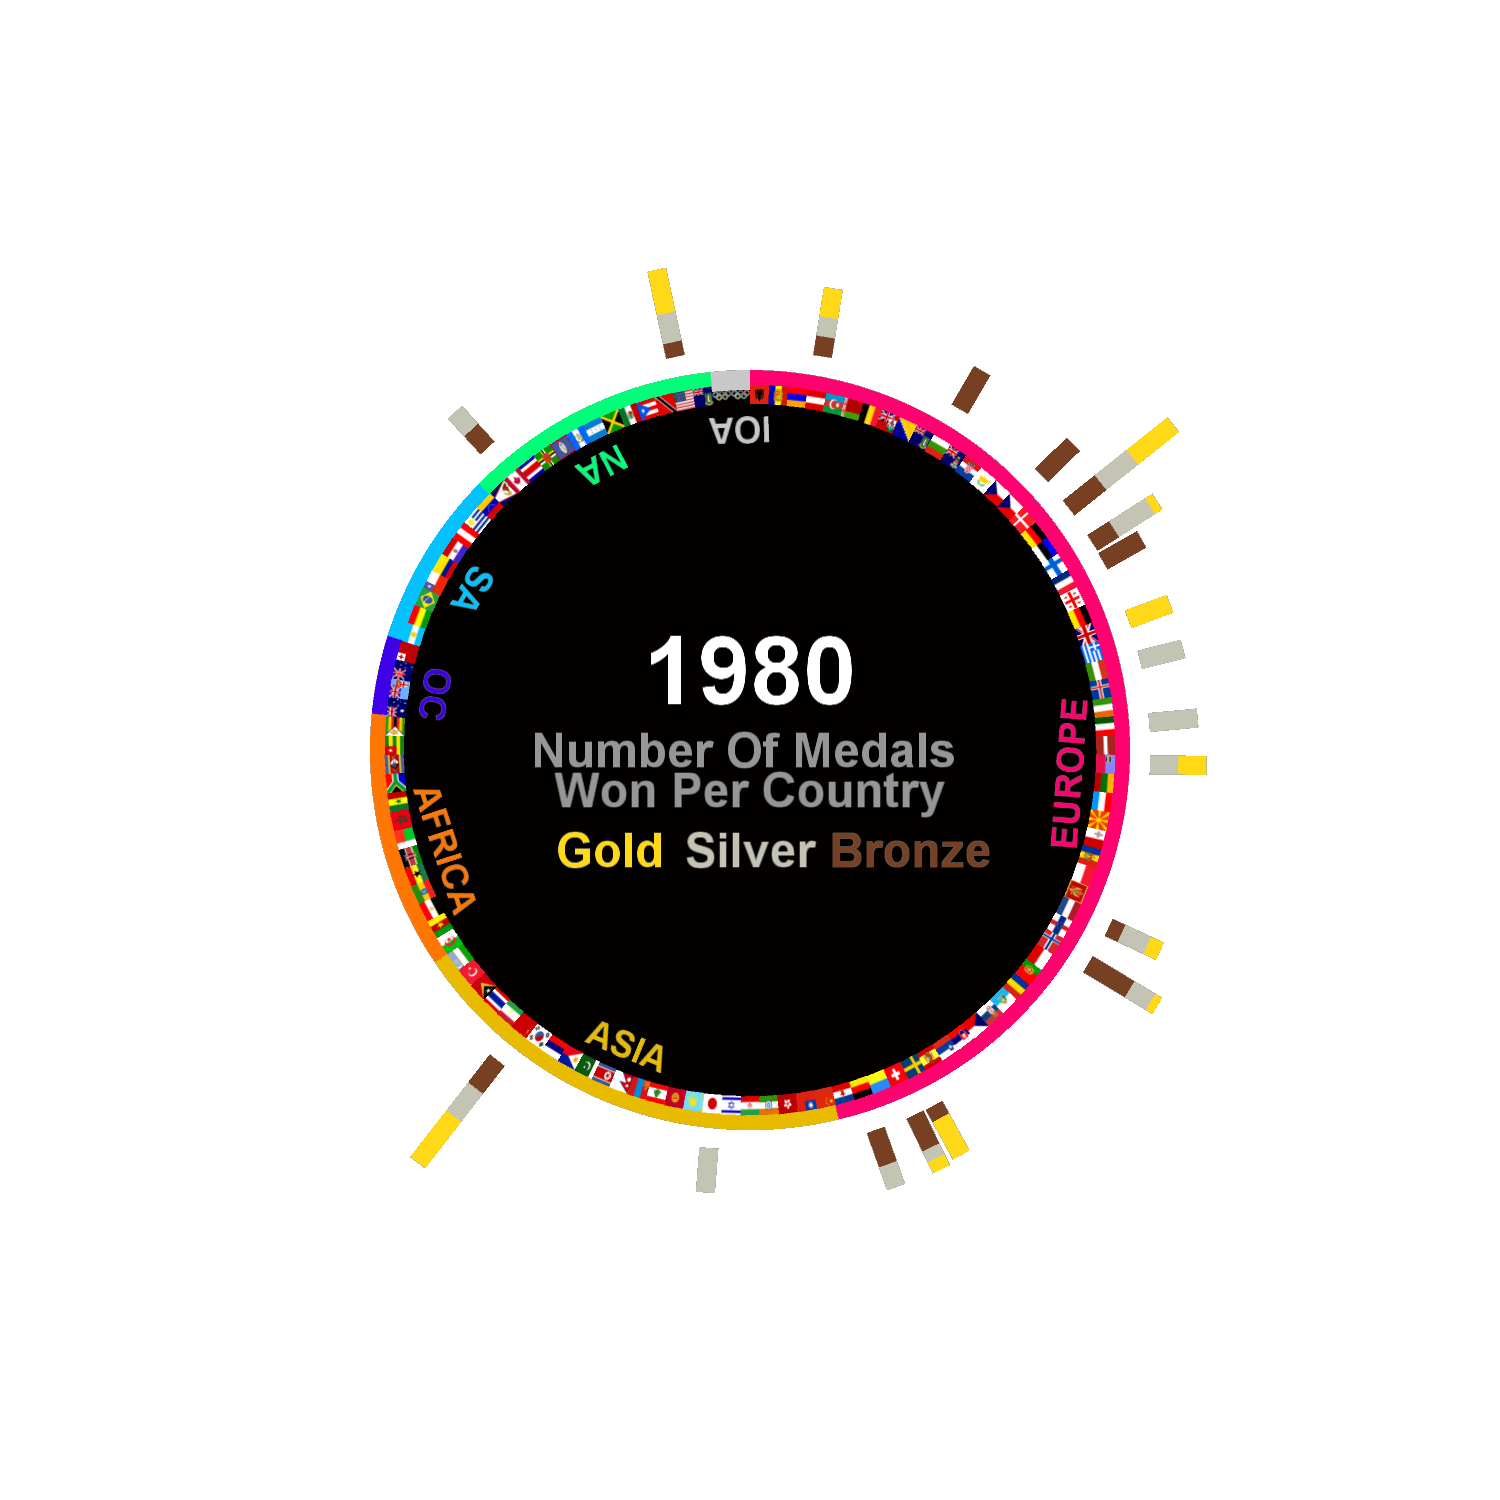 IOA
NA
SA
OC
1980
Number Of Medals
Won Per Country
Gold Silver Bronze
EUROPE
AFRICA
ASIA